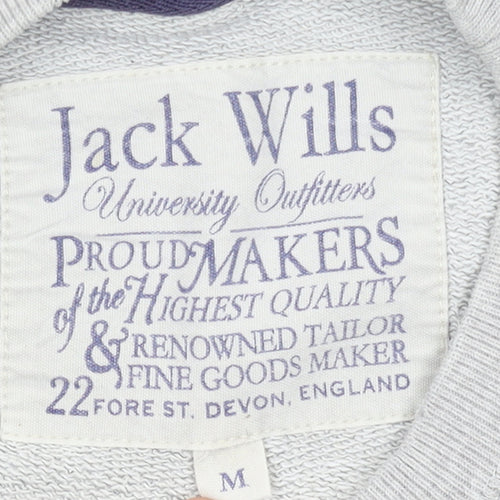 Jack Wills
University Outfitters
PROUD MAKERS
of the HIGHEST QUALITY
& RENOWNED TAILOR
FINE GOODS MAKER
22 FORE ST. DEVON, ENGLAND
M